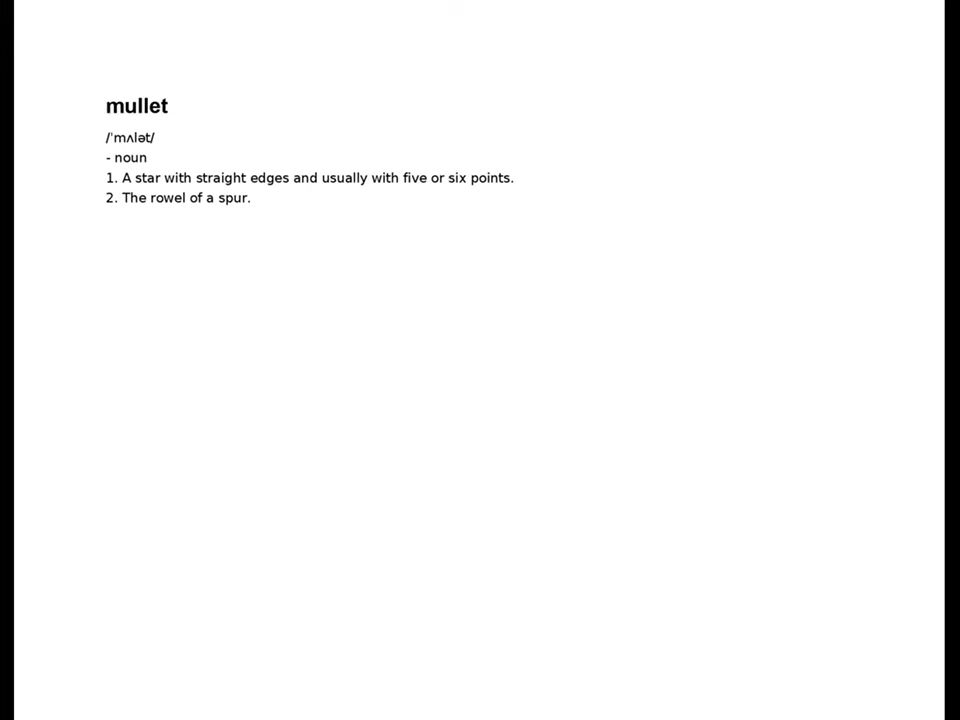 mullet
/ˈmʌlət/
- noun
1. A star with straight edges and usually with five or six points.
2. The rowel of a spur.